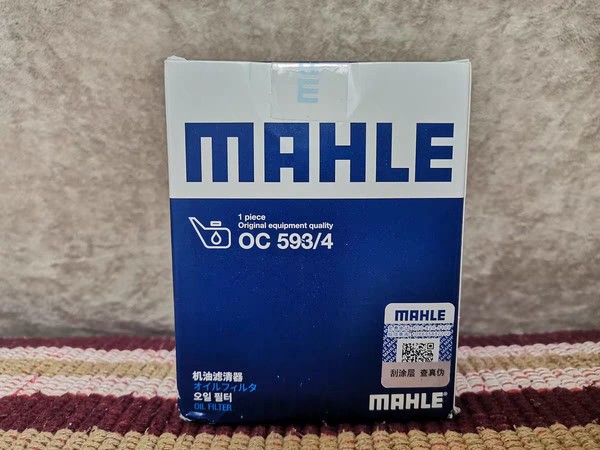 MAHLE
1 piece
Original equipment quality
OC 593/4
MAHLE
刮涂层 查真伪
机油滤清器
オイルフィルタ
오일 필터
OIL FILTER
MAHLE®